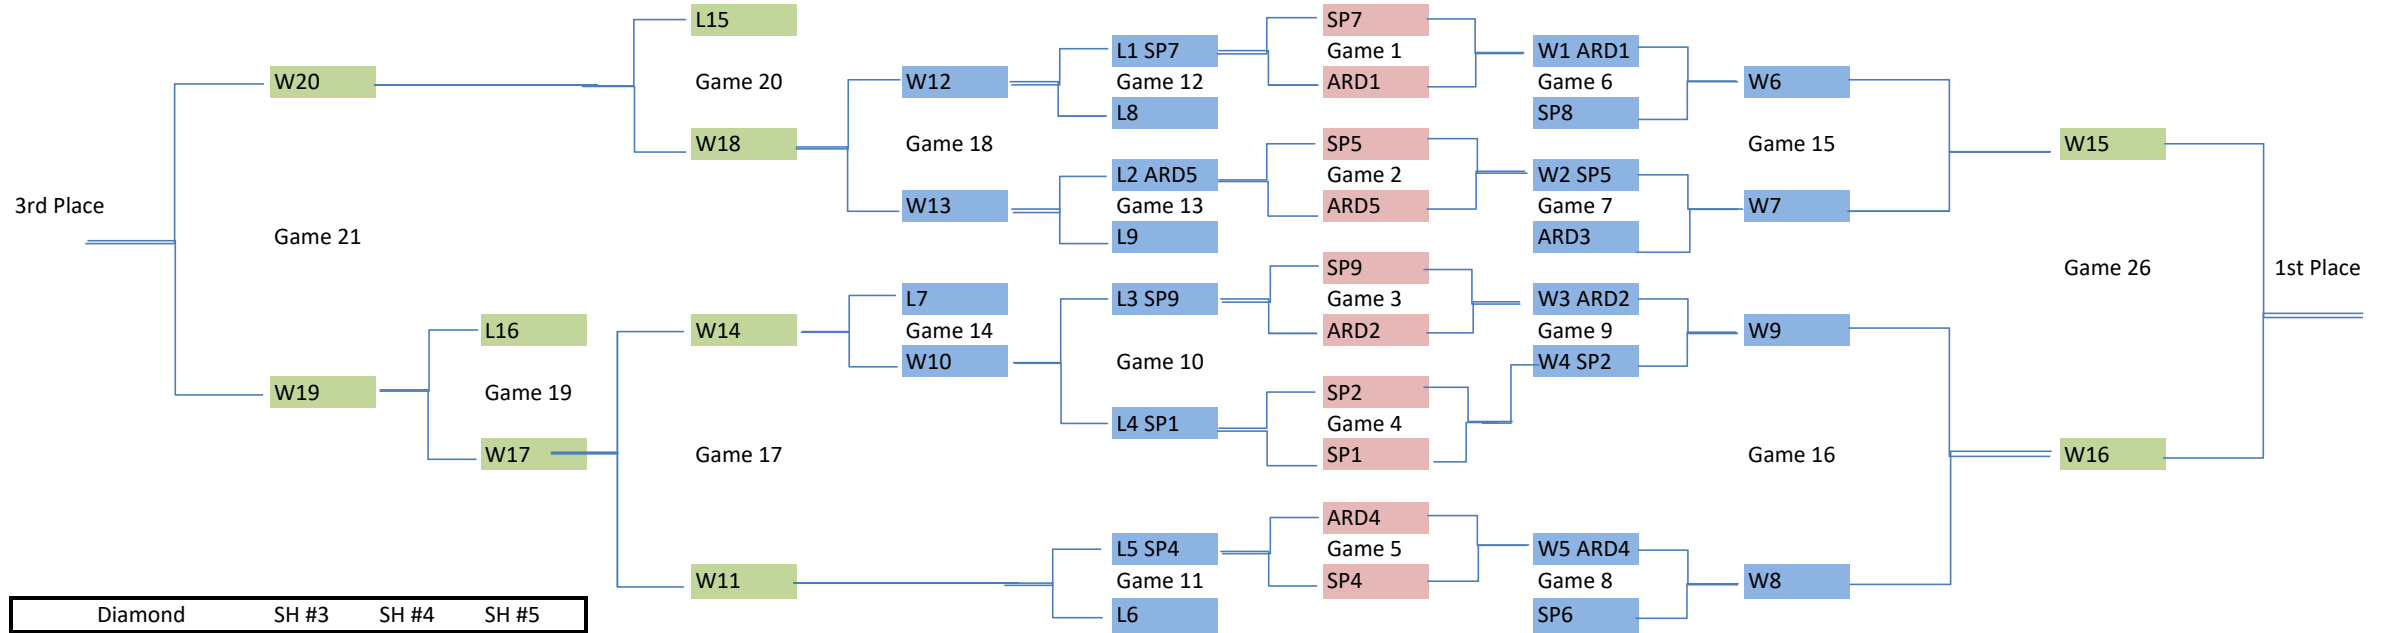 L15
SP7
L1 SP7
Game 1
W1 ARD1
W20
Game 20
W12
Game 12
ARD1
Game 6
W6
L8
SP8
W18
Game 18
SP5
Game 15
W15
L2 ARD5
Game 2
W2 SP5
3rd Place
W13
Game 13
ARD5
Game 7
W7
Game 21
L9
ARD3
SP9
Game 26
1st Place
L7
L3 SP9
Game 3
W3 ARD2
L16
W14
Game 14
ARD2
Game 9
W9
W10
Game 10
W4 SP2
W19
Game 19
SP2
L4 SP1
Game 4
W17
Game 17
SP1
Game 16
W16
ARD4
L5 SP4
Game 5
W5 ARD4
W11
Game 11
SP4
Game 8
W8
Diamond SH #3 SH #4 SH #5
L6
SP6